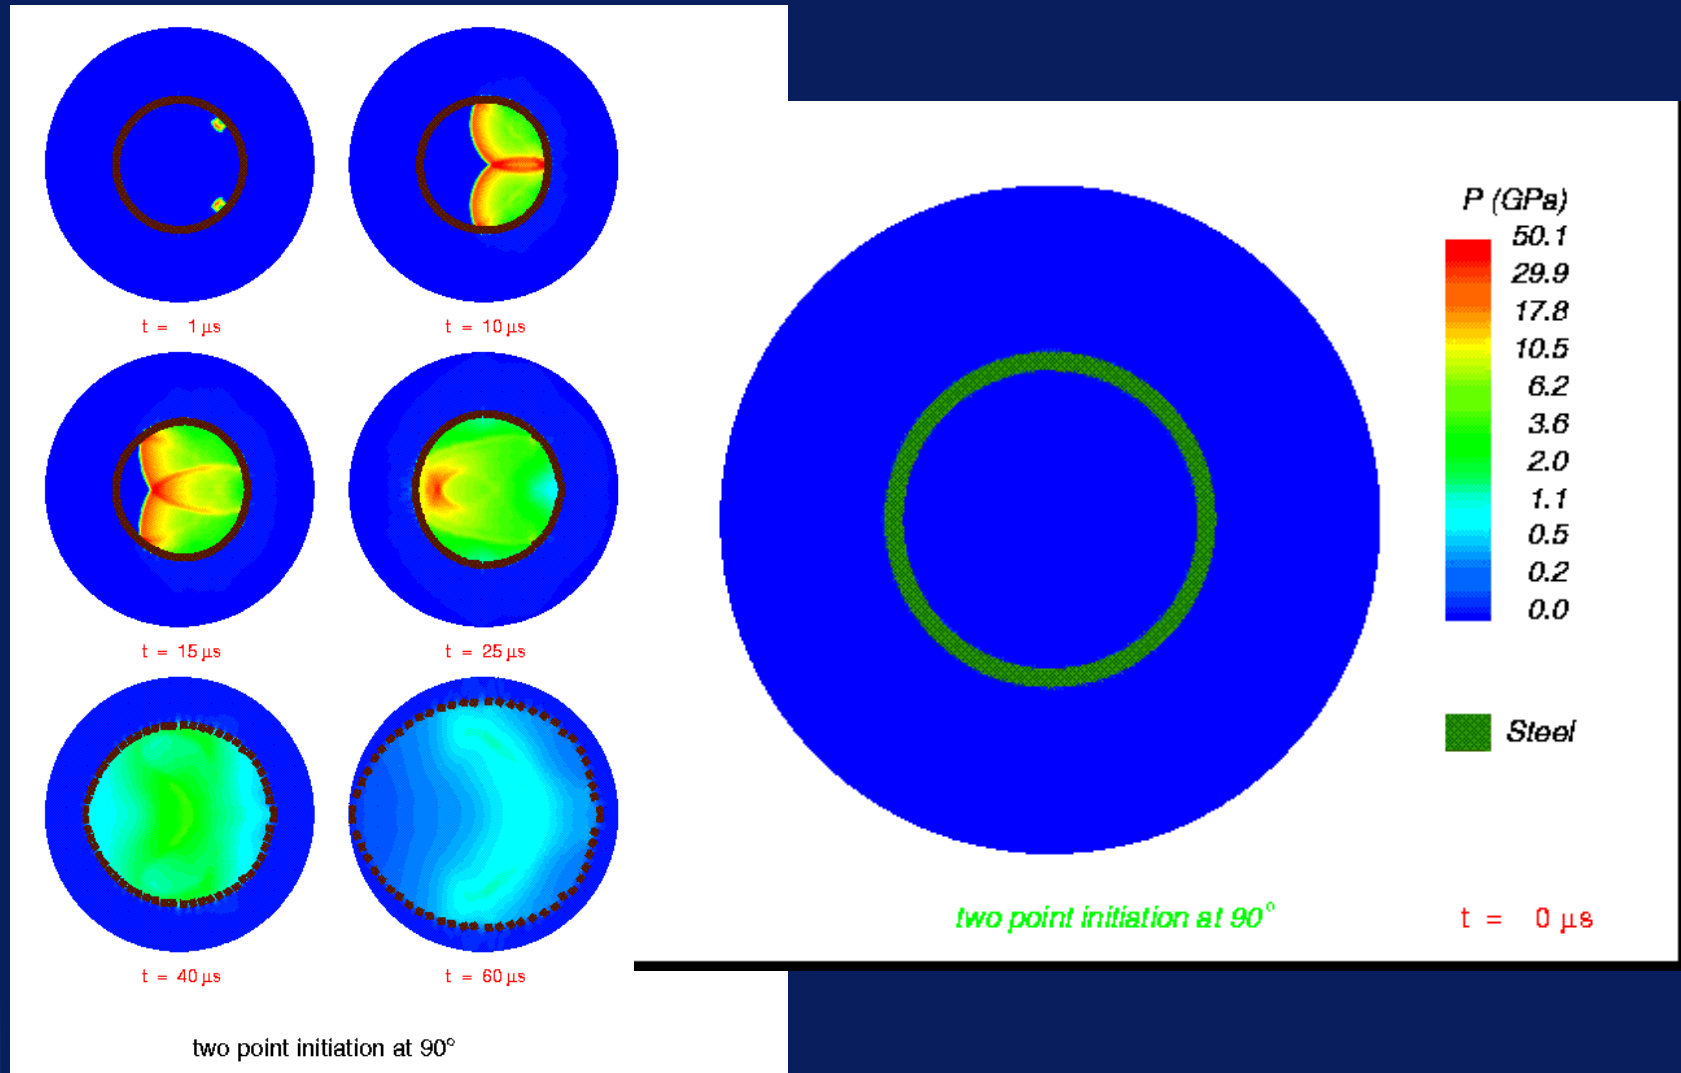 t = 1 µs
t = 10 µs
t = 15 µs
t = 25 µs
t = 40 µs
t = 60 µs
two point initiation at 90°
P (GPa)
50.1
29.9
17.8
10.5
6.2
3.6
2.0
1.1
0.5
0.2
0.0
Steel
two point initiation at 90°
t = 0 µs